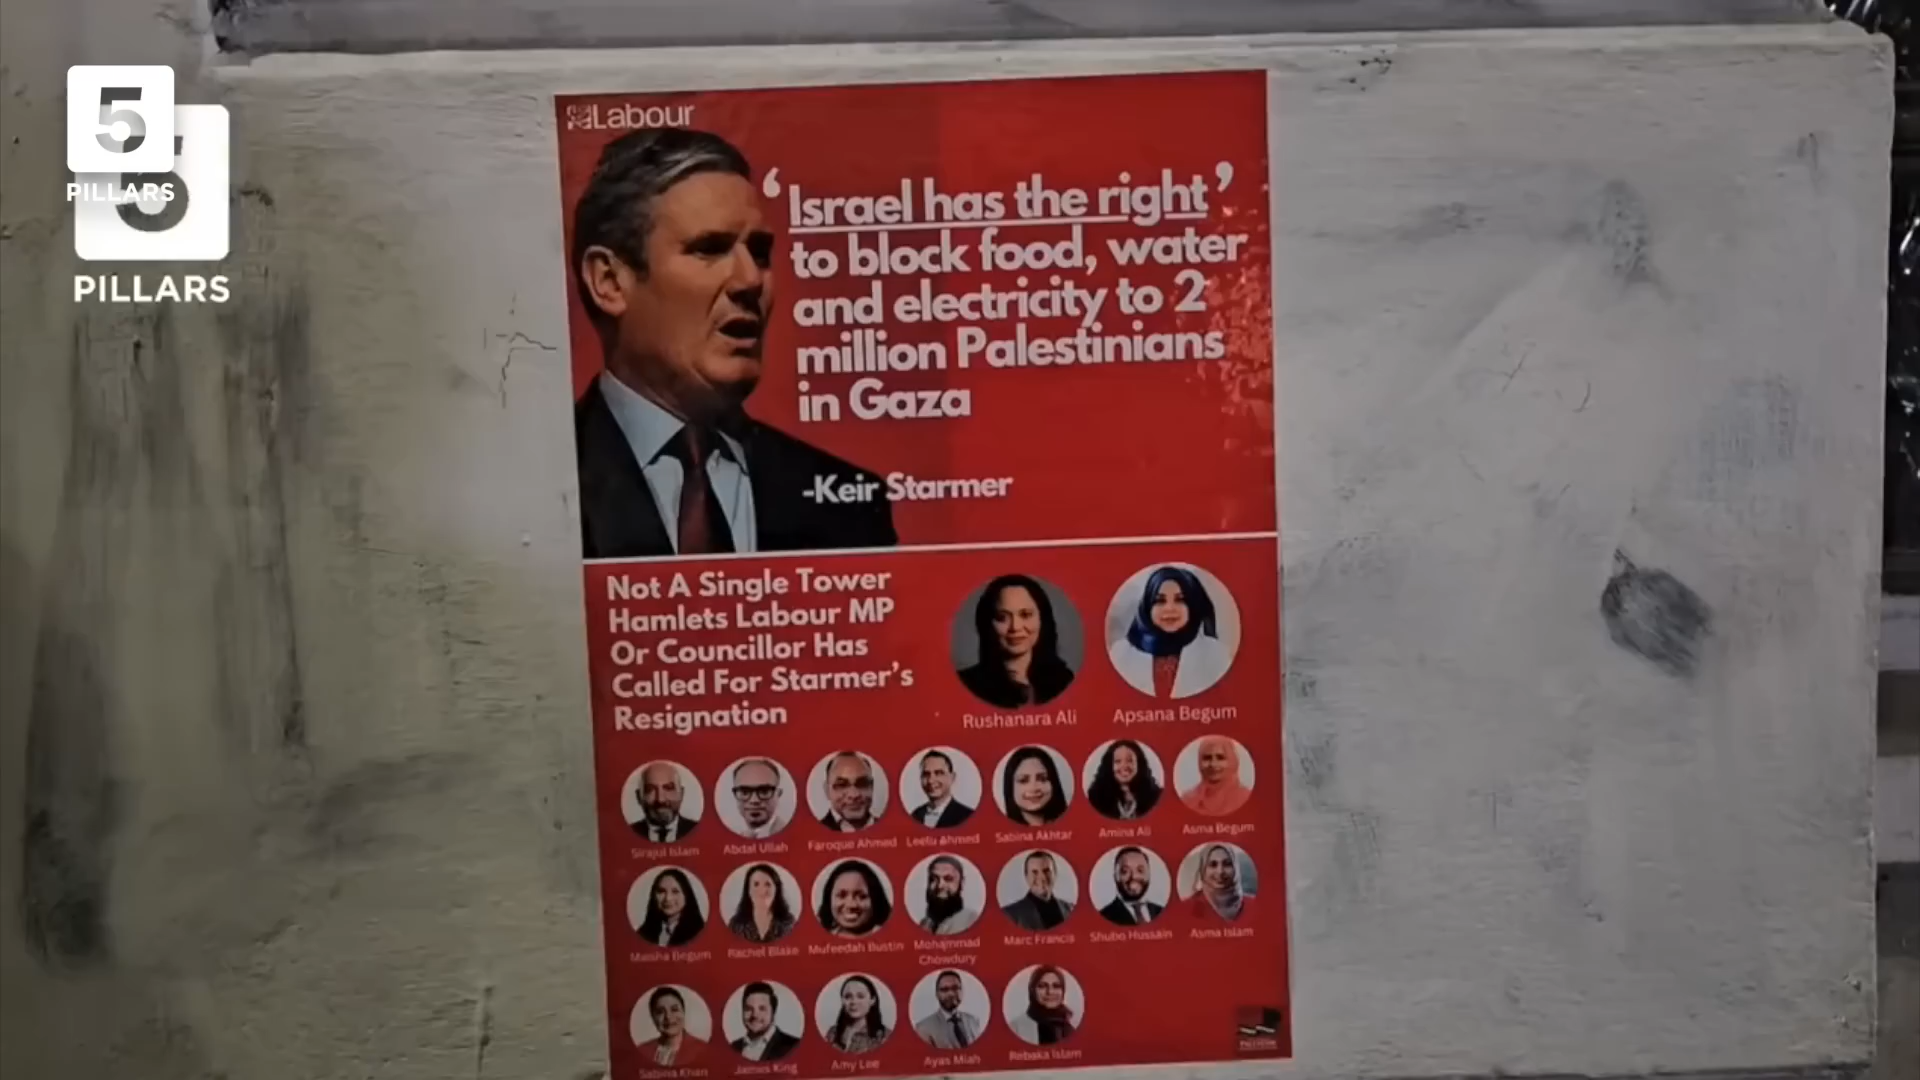 5
PILLARS
5
PILLARS
Labour
‘Israel has the right’
to block food, water
and electricity to 2
million Palestinians
in Gaza
-Keir Starmer
Not A Single Tower
Hamlets Labour MP
Or Councillor Has
Called For Starmer’s
Resignation
Rushanara Ali Apsana Begum
Sirajul Islam Abdal Ullah Faroque Ahmed Leelu Ahmed Sabina Akhtar Amina Ali Asma Begum
Maisha Begum Rachel Blake Mufeedah Bustin Mohammad Chowdury Marc Francis Shubo Hussain Asma Islam
Sabina Khan James King Amy Lee Ayas Miah Rebaka Islam